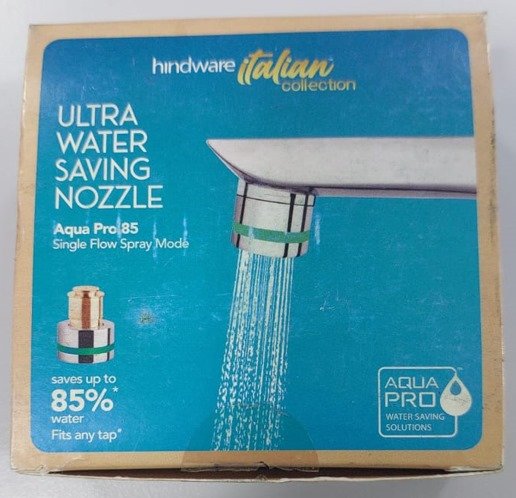 hindware italian
collection
ULTRA
WATER
SAVING
NOZZLE
Aqua Pro 85
Single Flow Spray Mode
saves up to
85%*
water
Fits any tap*
AQUA
PRO
WATER SAVING
SOLUTIONS